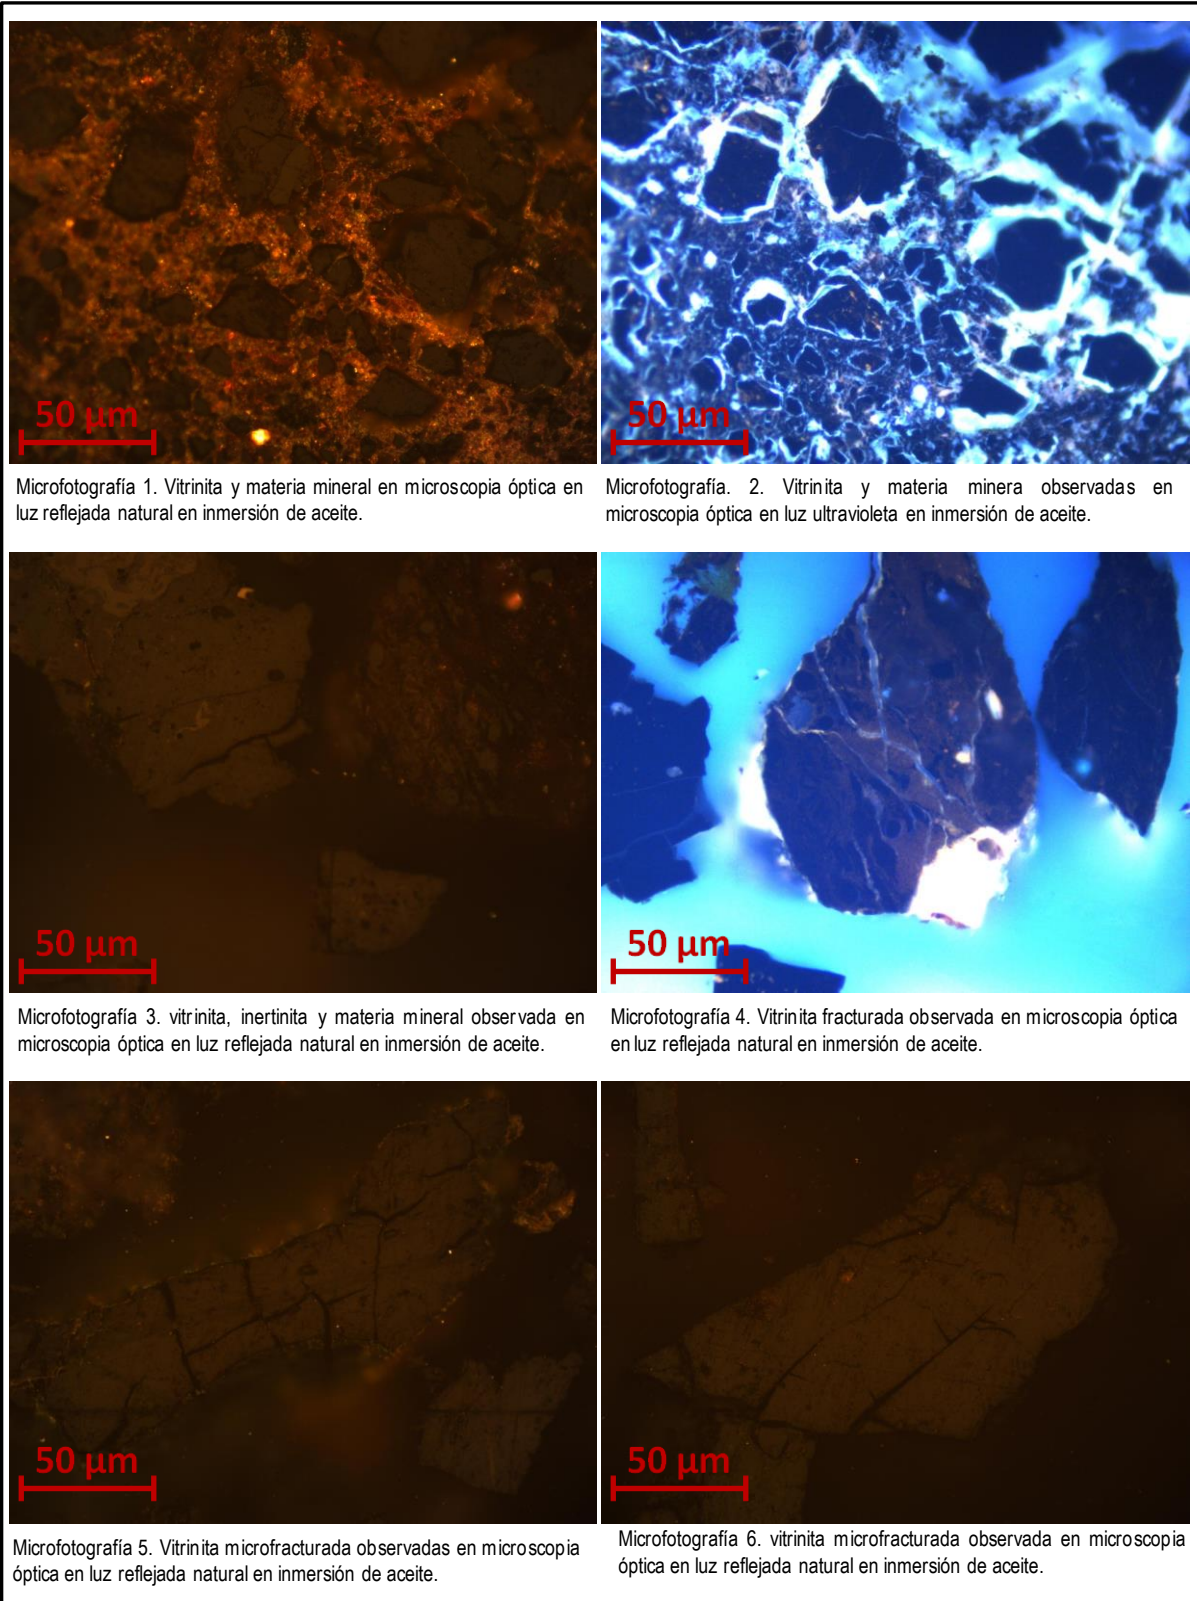 50 µm
50 µm
Microfotografía 1. Vitrinita y materia mineral en microscopia óptica en
luz reflejada natural en inmersión de aceite.
Microfotografía. 2. Vitrinita y materia minera observadas en
microscopia óptica en luz ultravioleta en inmersión de aceite.
50 µm
50 µm
Microfotografía 3. vitrinita, inertinita y materia mineral observada en
microscopia óptica en luz reflejada natural en inmersión de aceite.
Microfotografía 4. Vitrinita fracturada observada en microscopia óptica
en luz reflejada natural en inmersión de aceite.
50 µm
50 µm
Microfotografía 5. Vitrinita microfracturada observadas en microscopia
óptica en luz reflejada natural en inmersión de aceite.
Microfotografía 6. vitrinita microfracturada observada en microscopia
óptica en luz reflejada natural en inmersión de aceite.